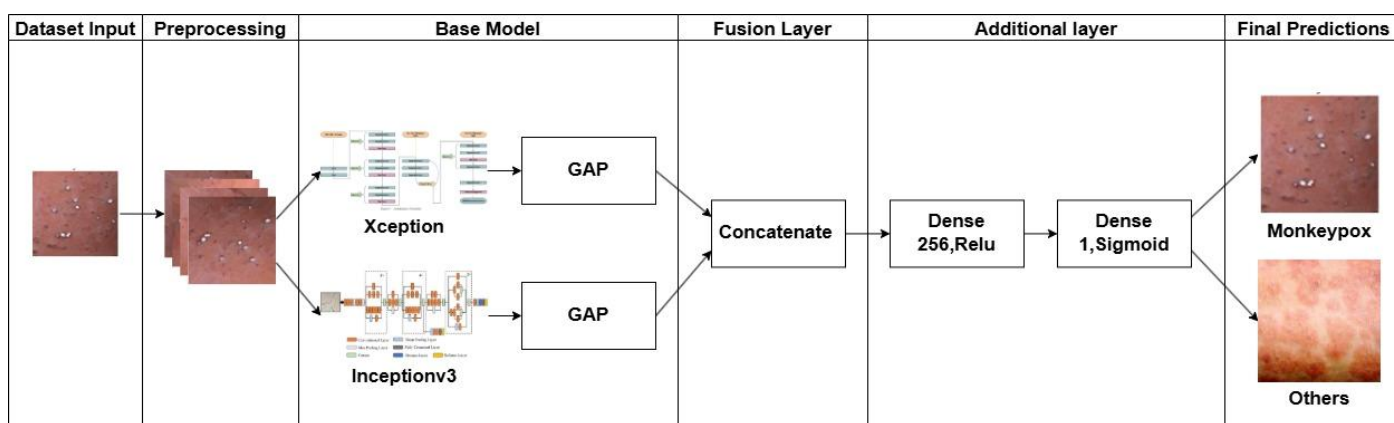 Dataset Input
Preprocessing
Base Model
Fusion Layer
Additional layer
Final Predictions
Xception
GAP
Inceptionv3
GAP
Concatenate
Dense
256,Relu
Dense
1,Sigmoid
Monkeypox
Others